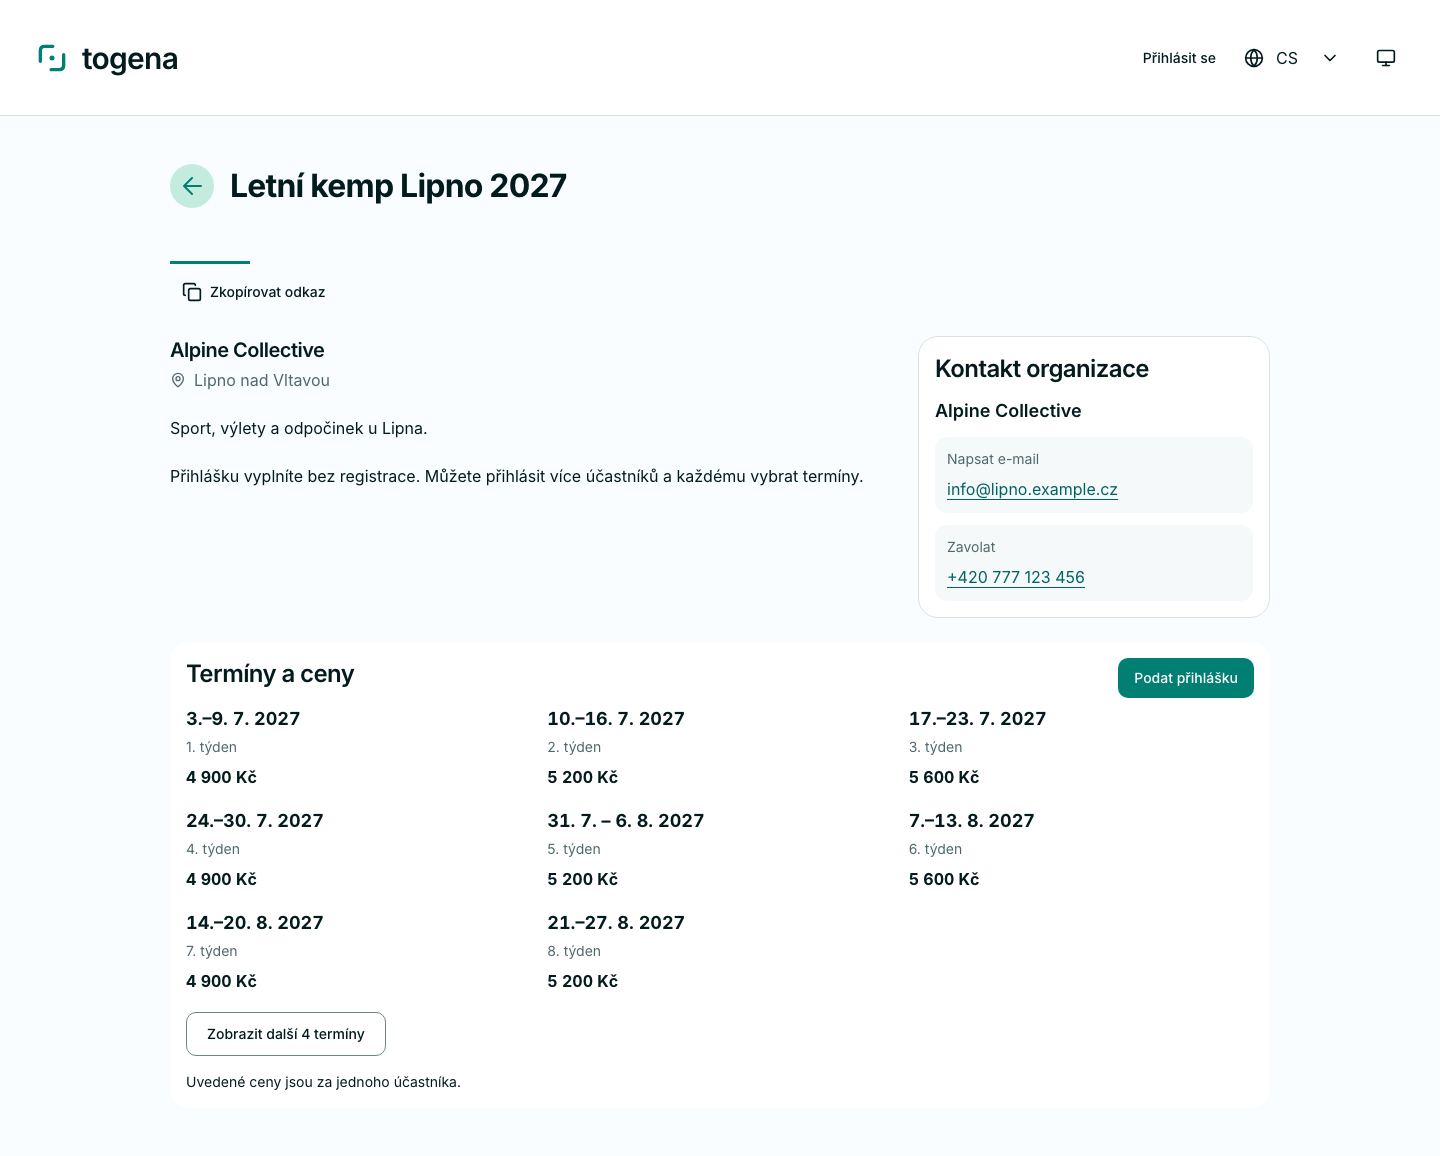 togena
Přihlásit se
CS
Letní kemp Lipno 2027
Zkopírovat odkaz
Alpine Collective
Lipno nad Vltavou
Sport, výlety a odpočinek u Lipna.
Přihlášku vyplníte bez registrace. Můžete přihlásit více účastníků a každému vybrat termíny.
Kontakt organizace
Alpine Collective
Napsat e-mail
info@lipno.example.cz
Zavolat
+420 777 123 456
Termíny a ceny
Podat přihlášku
3.–9. 7. 2027
1. týden
4 900 Kč
10.–16. 7. 2027
2. týden
5 200 Kč
17.–23. 7. 2027
3. týden
5 600 Kč
24.–30. 7. 2027
4. týden
4 900 Kč
31. 7. – 6. 8. 2027
5. týden
5 200 Kč
7.–13. 8. 2027
6. týden
5 600 Kč
14.–20. 8. 2027
7. týden
4 900 Kč
21.–27. 8. 2027
8. týden
5 200 Kč
Zobrazit další 4 termíny
Uvedené ceny jsou za jednoho účastníka.